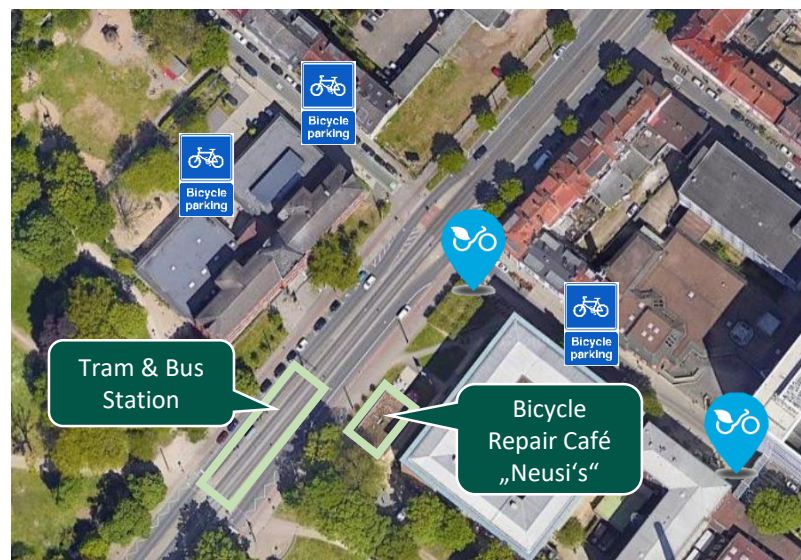 Bicycle
parking
Bicycle
parking
Bicycle
parking
Tram & Bus
Station
Bicycle
Repair Café
„Neusi‘s“